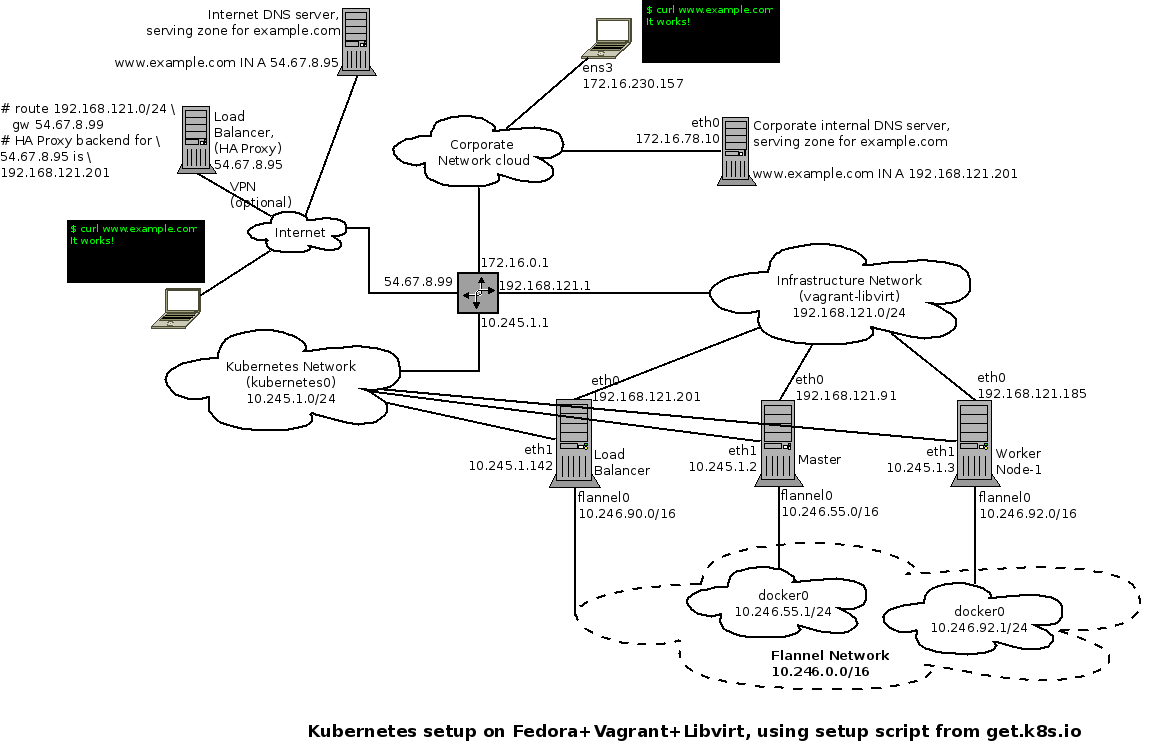 Internet DNS server,
serving zone for example.com
www.example.com IN A 54.67.8.95
$ curl www.example.com
It works!
ens3
172.16.230.157
# route 192.168.121.0/24 \
gw 54.67.8.99
# HA Proxy backend for \
54.67.8.95 is \
192.168.121.201
Load
Balancer,
(HA Proxy)
54.67.8.95
VPN
(optional)
Corporate
Network cloud
eth0
172.16.78.10
Corporate internal DNS server,
serving zone for example.com
www.example.com IN A 192.168.121.201
$ curl www.example.com
It works!
Internet
172.16.0.1
54.67.8.99
192.168.121.1
10.245.1.1
Infrastructure Network
(vagrant-libvirt)
192.168.121.0/24
Kubernetes Network
(kubernetes0)
10.245.1.0/24
eth0
192.168.121.201
eth0
192.168.121.91
eth0
192.168.121.185
eth1
10.245.1.142
Load
Balancer
eth1
10.245.1.2
Master
eth1
10.245.1.3
Worker
Node-1
flannel0
10.246.90.0/16
flannel0
10.246.55.0/16
flannel0
10.246.92.0/16
docker0
10.246.55.1/24
docker0
10.246.92.1/24
Flannel Network
10.246.0.0/16
Kubernetes setup on Fedora+Vagrant+Libvirt, using setup script from get.k8s.io